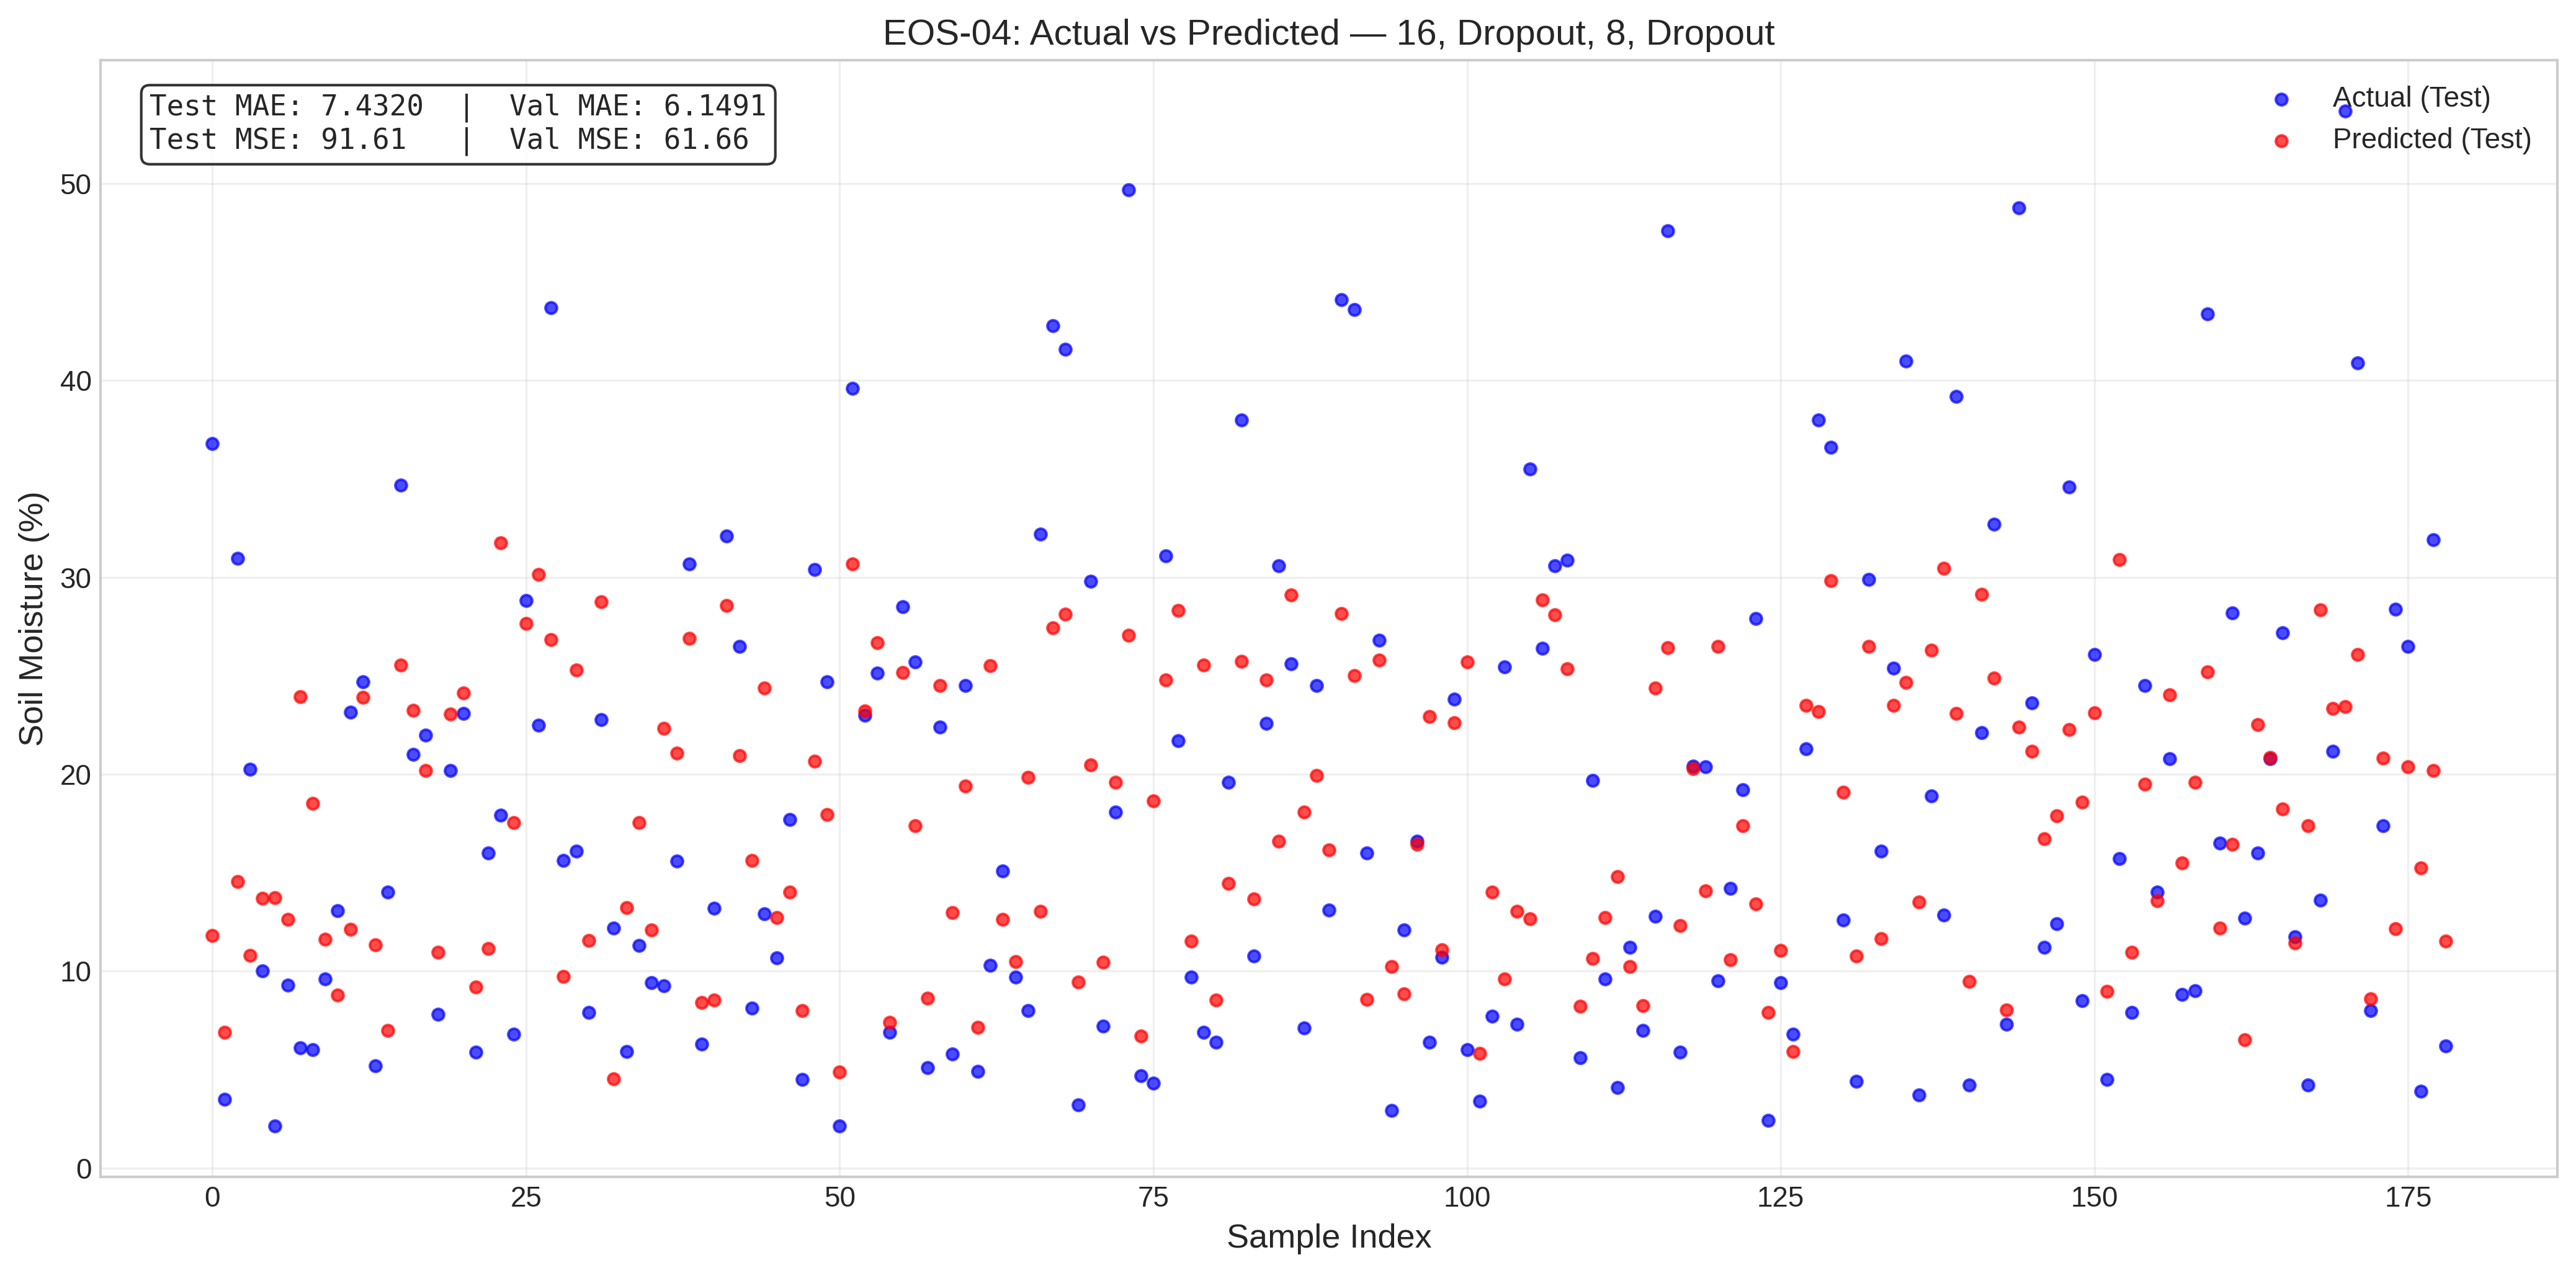 EOS-04: Actual vs Predicted — 16, Dropout, 8, Dropout
Test MAE: 7.4320  |  Val MAE: 6.1491
Test MSE: 91.61   |  Val MSE: 61.66
Actual (Test)
Predicted (Test)
Soil Moisture (%)
50
40
30
20
10
0
0 25 50 75 100 125 150 175
Sample Index